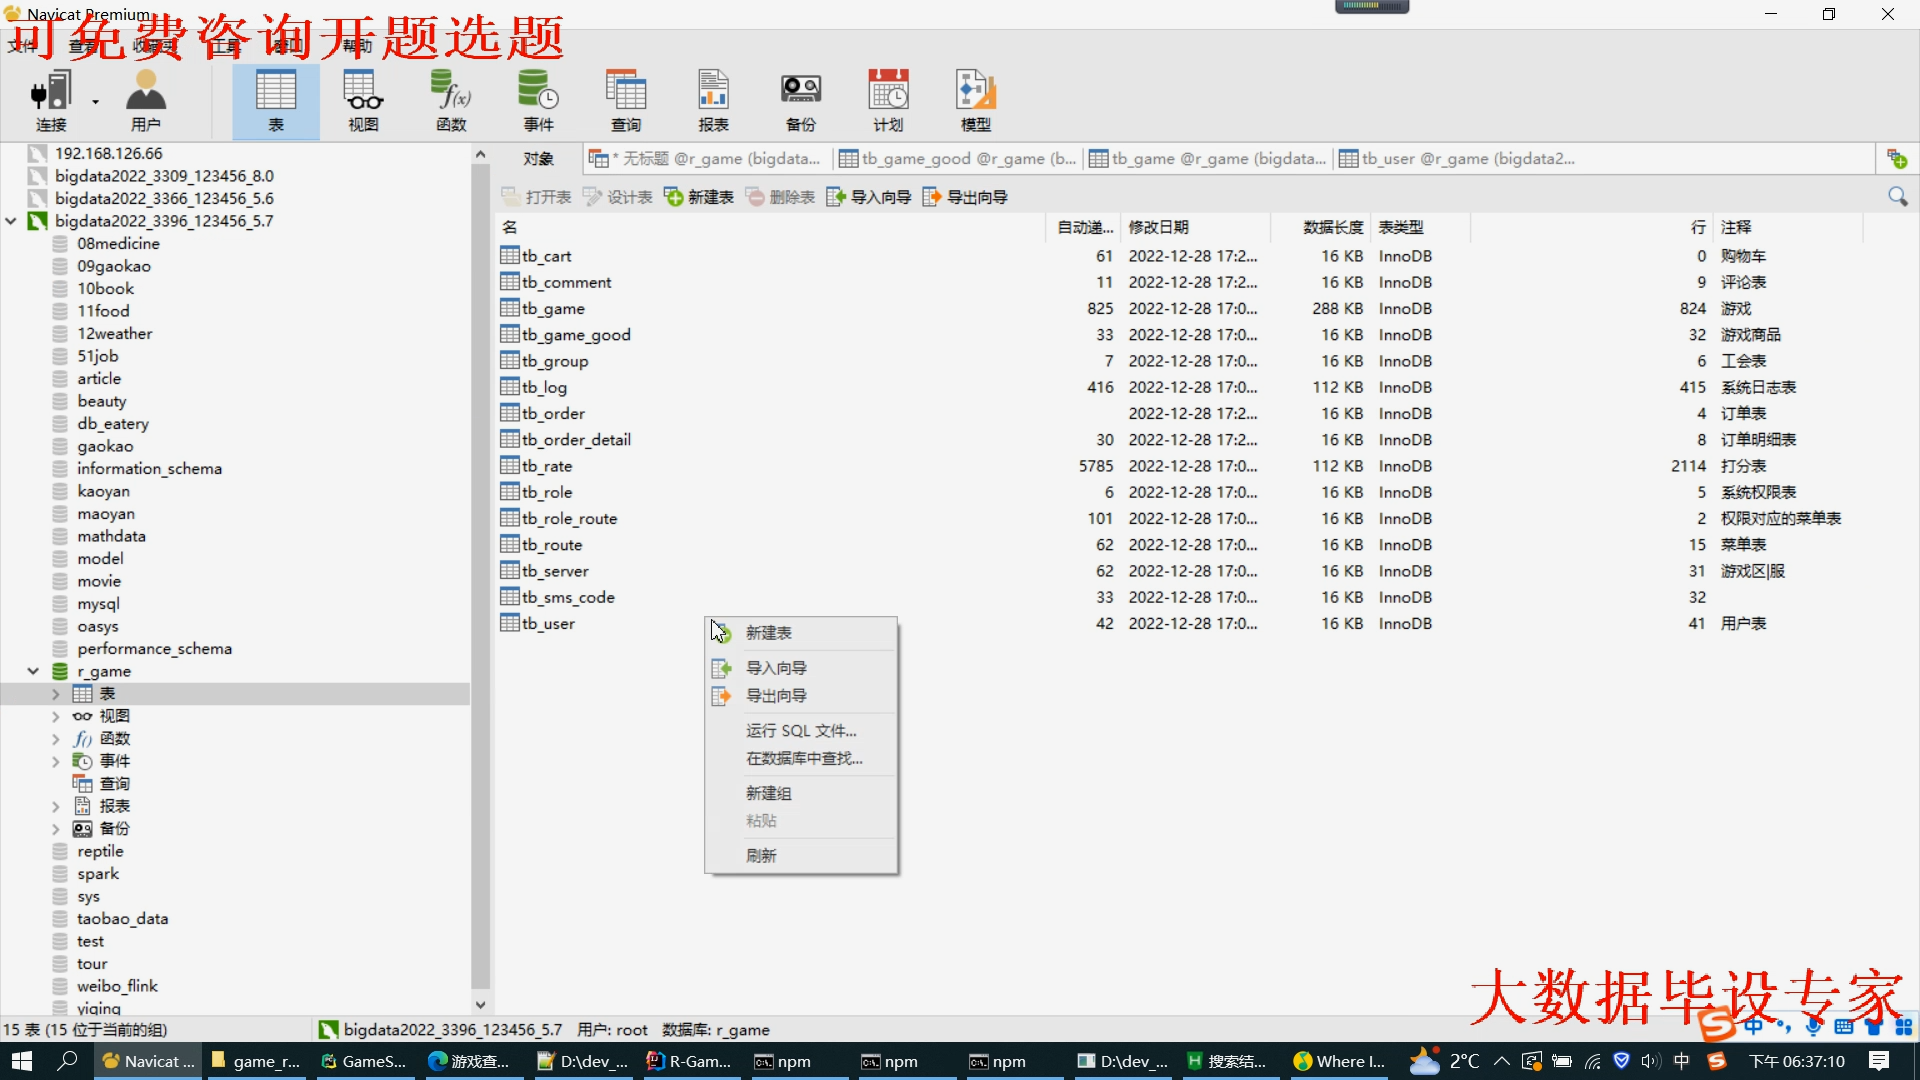 Navicat Premium
可免费咨询开题选题
文件 查看 收藏夹 工具 窗口 帮助
连接 用户 表 视图 函数 事件 查询 报表 备份 计划 模型
对象 * 无标题 @r_game (bigdata... tb_game_good @r_game (b... tb_game @r_game (bigdata... tb_user @r_game (bigdata2...
打开表 设计表 新建表 删除表 导入向导 导出向导
192.168.126.66
bigdata2022_3309_123456_8.0
bigdata2022_3366_123456_5.6
bigdata2022_3396_123456_5.7
08medicine
09gaokao
10book
11food
12weather
51job
article
beauty
db_eatery
gaokao
information_schema
kaoyan
maoyan
mathdata
model
movie
mysql
oasys
performance_schema
r_game
表
视图
函数
事件
查询
报表
备份
reptile
spark
sys
taobao_data
test
tour
weibo_flink
yiqing
名 自动递... 修改日期 数据长度 表类型 行 注释
tb_cart 61 2022-12-28 17:2... 16 KB InnoDB 0 购物车
tb_comment 11 2022-12-28 17:2... 16 KB InnoDB 9 评论表
tb_game 825 2022-12-28 17:0... 288 KB InnoDB 824 游戏
tb_game_good 33 2022-12-28 17:0... 16 KB InnoDB 32 游戏商品
tb_group 7 2022-12-28 17:0... 16 KB InnoDB 6 工会表
tb_log 416 2022-12-28 17:0... 112 KB InnoDB 415 系统日志表
tb_order 2022-12-28 17:2... 16 KB InnoDB 4 订单表
tb_order_detail 30 2022-12-28 17:2... 16 KB InnoDB 8 订单明细表
tb_rate 5785 2022-12-28 17:0... 112 KB InnoDB 2114 打分表
tb_role 6 2022-12-28 17:0... 16 KB InnoDB 5 系统权限表
tb_role_route 101 2022-12-28 17:0... 16 KB InnoDB 2 权限对应的菜单表
tb_route 62 2022-12-28 17:0... 16 KB InnoDB 15 菜单表
tb_server 62 2022-12-28 17:0... 16 KB InnoDB 31 游戏区|服
tb_sms_code 33 2022-12-28 17:0... 16 KB InnoDB 32
tb_user 42 2022-12-28 17:0... 16 KB InnoDB 41 用户表
新建表
导入向导
导出向导
运行 SQL 文件...
在数据库中查找...
新建组
粘贴
刷新
大数据毕设专家
15 表 (15 位于当前的组) bigdata2022_3396_123456_5.7 用户: root 数据库: r_game
中
Navicat ... game_r... GameS... 游戏查... D:\dev_... R-Gam... npm npm npm D:\dev_... 搜索结... Where I... 2°C 中 下午 06:37:10